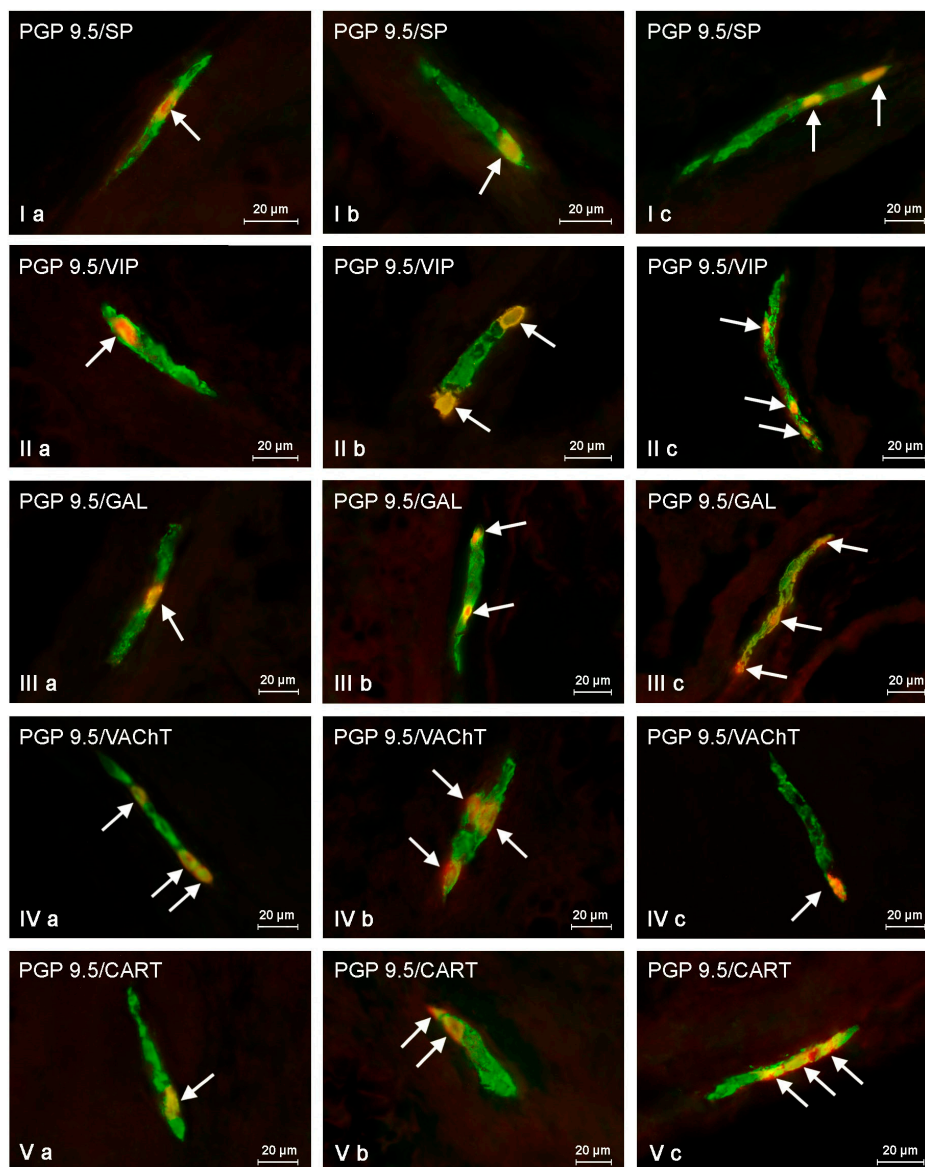 PGP 9.5/SP
20 µm
I a
PGP 9.5/SP
20 µm
I b
PGP 9.5/SP
20 µm
I c
PGP 9.5/VIP
20 µm
II a
PGP 9.5/VIP
20 µm
II b
PGP 9.5/VIP
20 µm
II c
PGP 9.5/GAL
20 µm
III a
PGP 9.5/GAL
20 µm
III b
PGP 9.5/GAL
20 µm
III c
PGP 9.5/VAChT
20 µm
IV a
PGP 9.5/VAChT
20 µm
IV b
PGP 9.5/VAChT
20 µm
IV c
PGP 9.5/CART
20 µm
V a
PGP 9.5/CART
20 µm
V b
PGP 9.5/CART
20 µm
V c